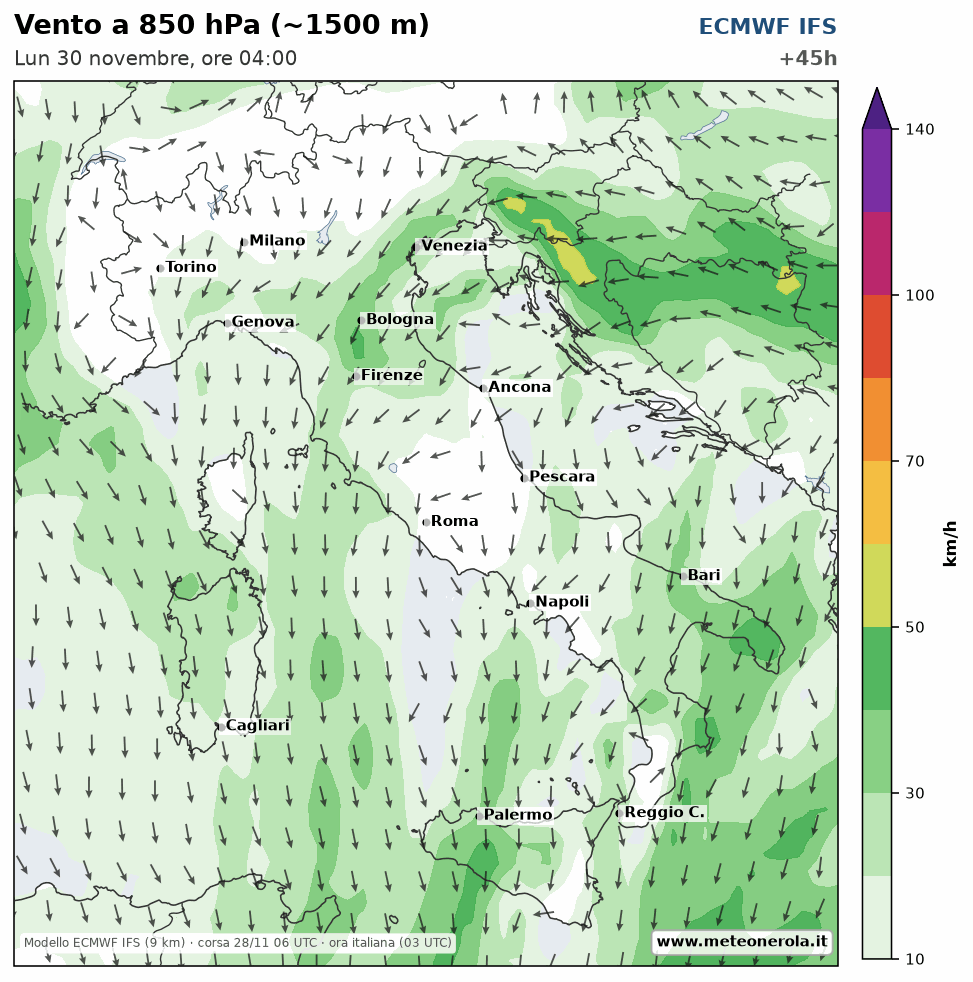 Vento a 850 hPa (~1500 m)
ECMWF IFS
Lun 30 novembre, ore 04:00
+45h
140
100
70
50
30
10
km/h
Milano
Venezia
Torino
Genova
Bologna
Firenze
Ancona
Pescara
Roma
Bari
Napoli
Cagliari
Palermo
Reggio C.
Modello ECMWF IFS (9 km) · corsa 28/11 06 UTC · ora italiana (03 UTC)
www.meteonerola.it